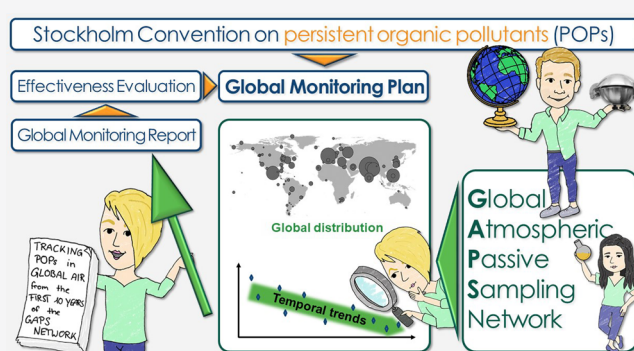 Stockholm Convention on persistent organic pollutants (POPs)
Effectiveness Evaluation
Global Monitoring Plan
Global Monitoring Report
Global distribution
Temporal trends
TRACKING
POPs in
GLOBAL AIR
from the
FIRST 10 YEARS
of the
GAPS
NETWORK
Global
Atmospheric
Passive
Sampling
Network